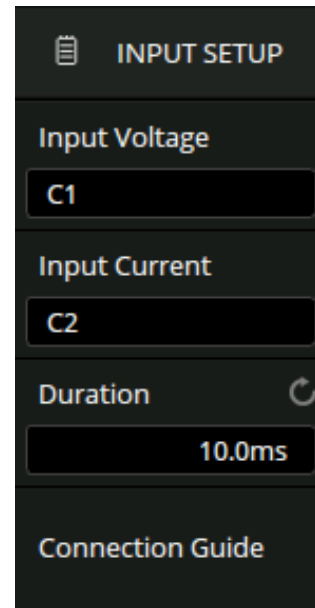 INPUT SETUP
Input Voltage
C1
Input Current
C2
Duration
10.0ms
Connection Guide